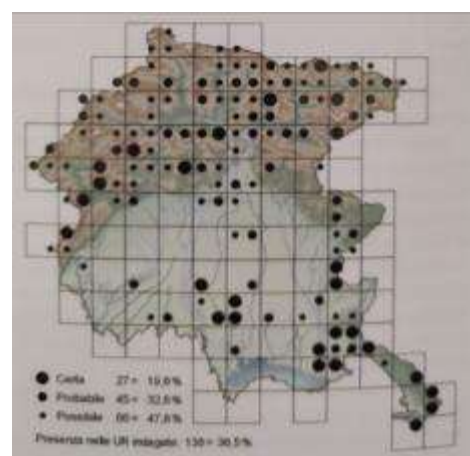 Certa 27 = 19,6%
Probabile 45 = 32,6%
Possibile 66 = 47,8%
Presenza nelle UR indagate: 138 = 36,5%